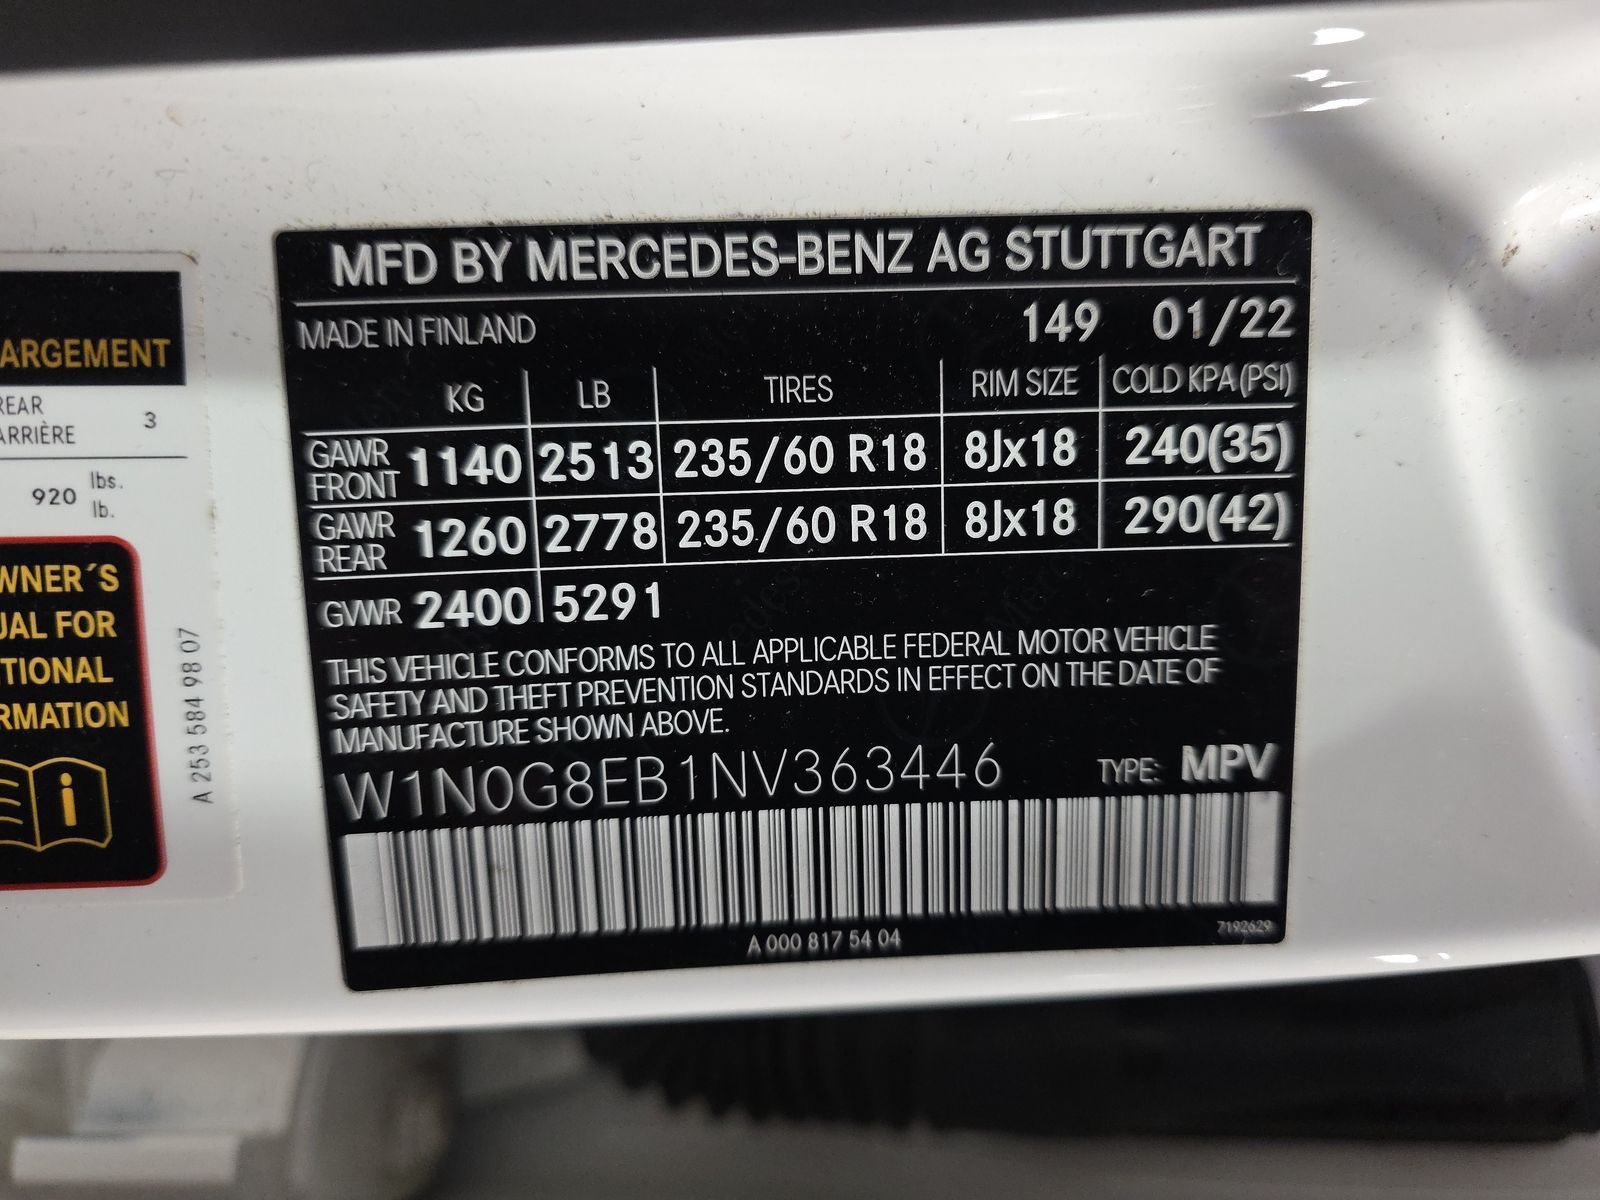 ARGEMENT
REAR
ARRIÈRE
3
920 lbs.
lb.
WNER´S
UAL FOR
TIONAL
RMATION
i
A 253 584 98 07
MFD BY MERCEDES-BENZ AG STUTTGART
MADE IN FINLAND 149 01/22
KG LB TIRES RIM SIZE COLD KPA(PSI)
GAWR FRONT 1140 2513 235/60 R18 8Jx18 240(35)
GAWR REAR 1260 2778 235/60 R18 8Jx18 290(42)
GVWR 2400 5291
THIS VEHICLE CONFORMS TO ALL APPLICABLE FEDERAL MOTOR VEHICLE
SAFETY AND THEFT PREVENTION STANDARDS IN EFFECT ON THE DATE OF
MANUFACTURE SHOWN ABOVE.
W1N0G8EB1NV363446 TYPE: MPV
A 000 817 54 04
7192629